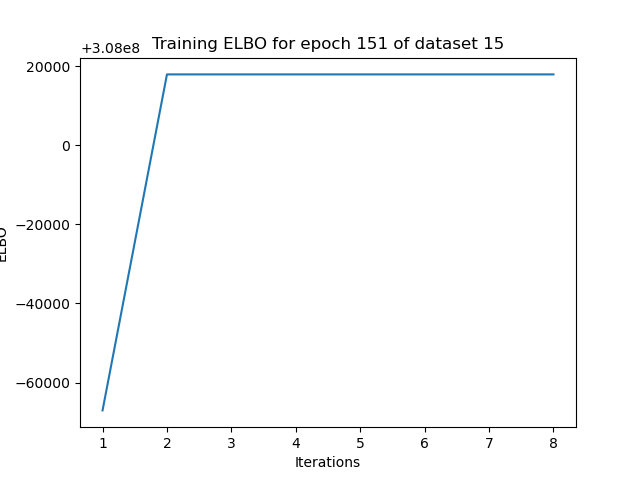 +3.08e8
Training ELBO for epoch 151 of dataset 15
20000
0
−20000
−40000
−60000
ELBO
1 2 3 4 5 6 7 8
Iterations